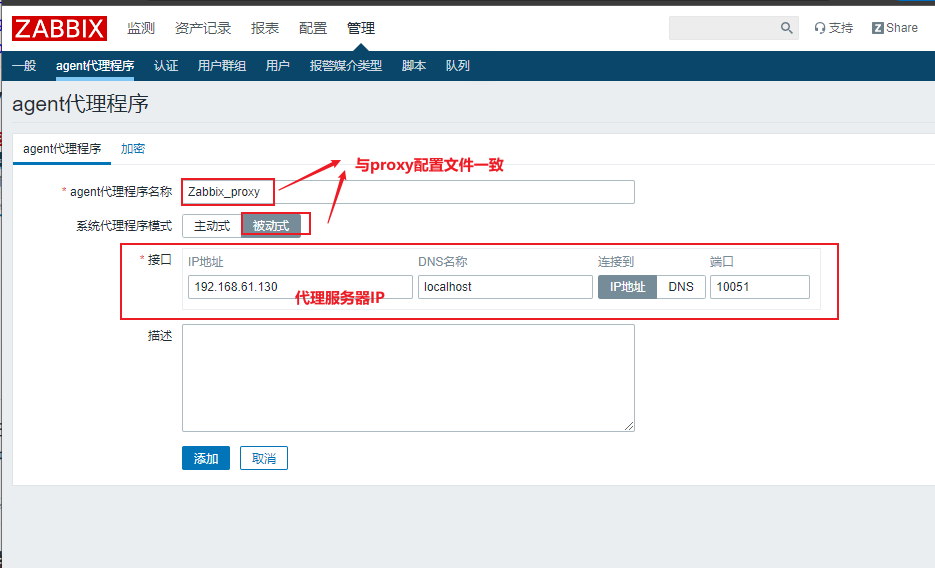 ZABBIX 监测 资产记录 报表 配置 管理 支持 Z Share
一般 agent代理程序 认证 用户群组 用户 报警媒介类型 脚本 队列
agent代理程序
agent代理程序 加密
与proxy配置文件一致
* agent代理程序名称 Zabbix_proxy
系统代理程序模式 主动式 被动式
* 接口 IP地址 DNS名称 连接到 端口
192.168.61.130 localhost IP地址 DNS 10051
代理服务器IP
描述
添加 取消